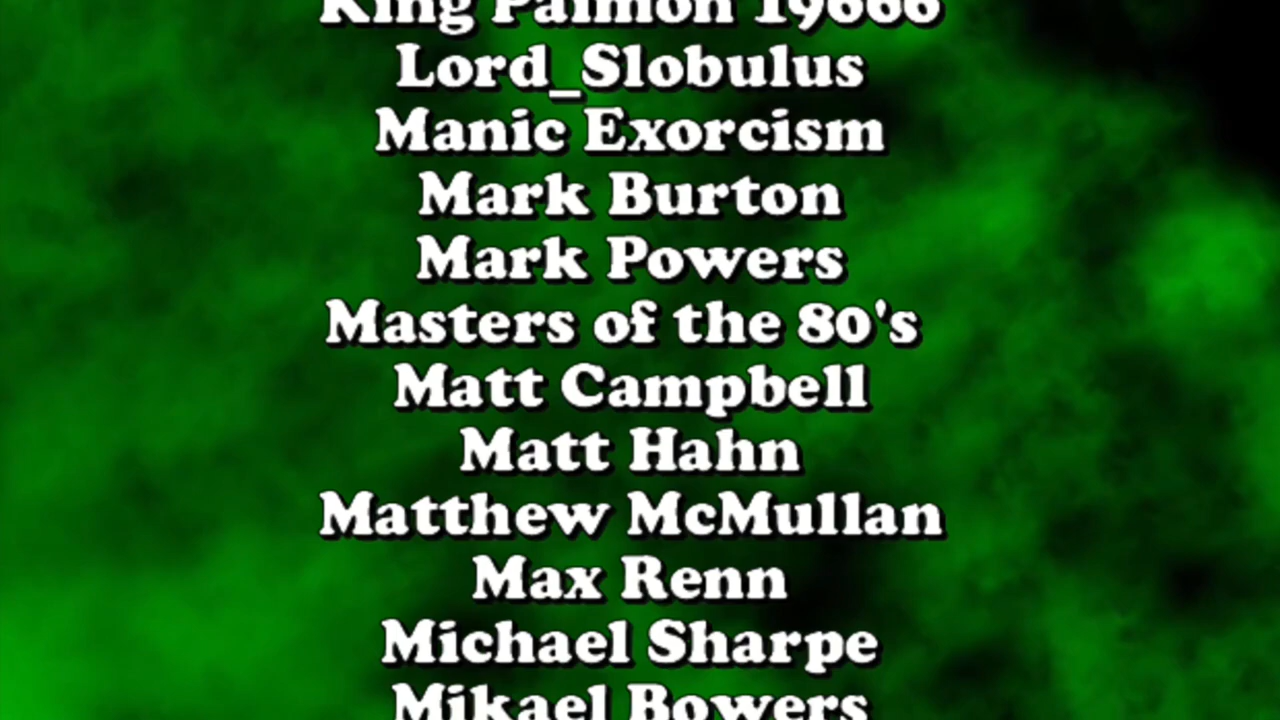 King Paimon 19666
Lord_Slobulus
Manic Exorcism
Mark Burton
Mark Powers
Masters of the 80's
Matt Campbell
Matt Hahn
Matthew McMullan
Max Renn
Michael Sharpe
Mikael Bowers